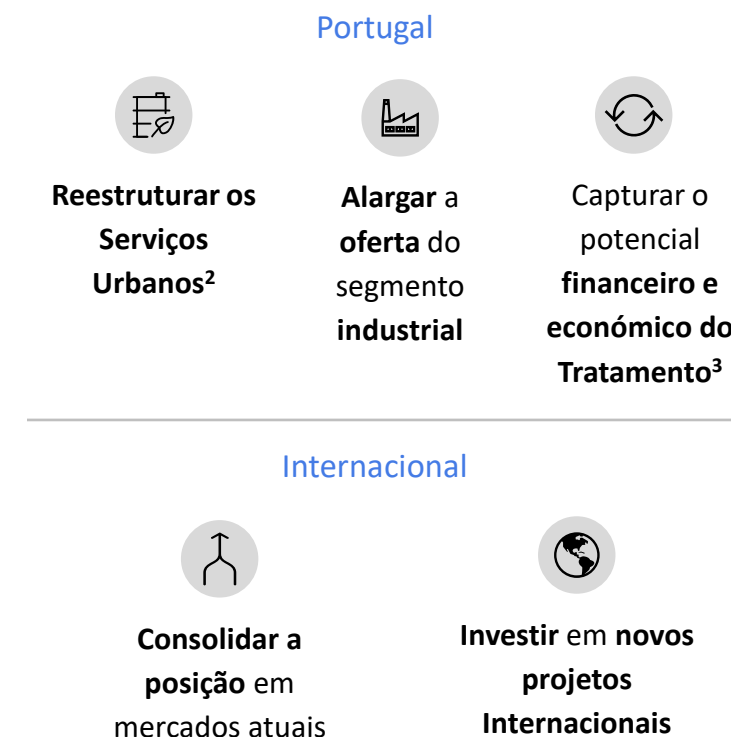 Portugal
Reestruturar os
Serviços
Urbanos²
Alargar a
oferta do
segmento
industrial
Capturar o
potencial
financeiro e
económico do
Tratamento³
Internacional
Consolidar a
posição em
mercados atuais
Investir em novos
projetos
Internacionais